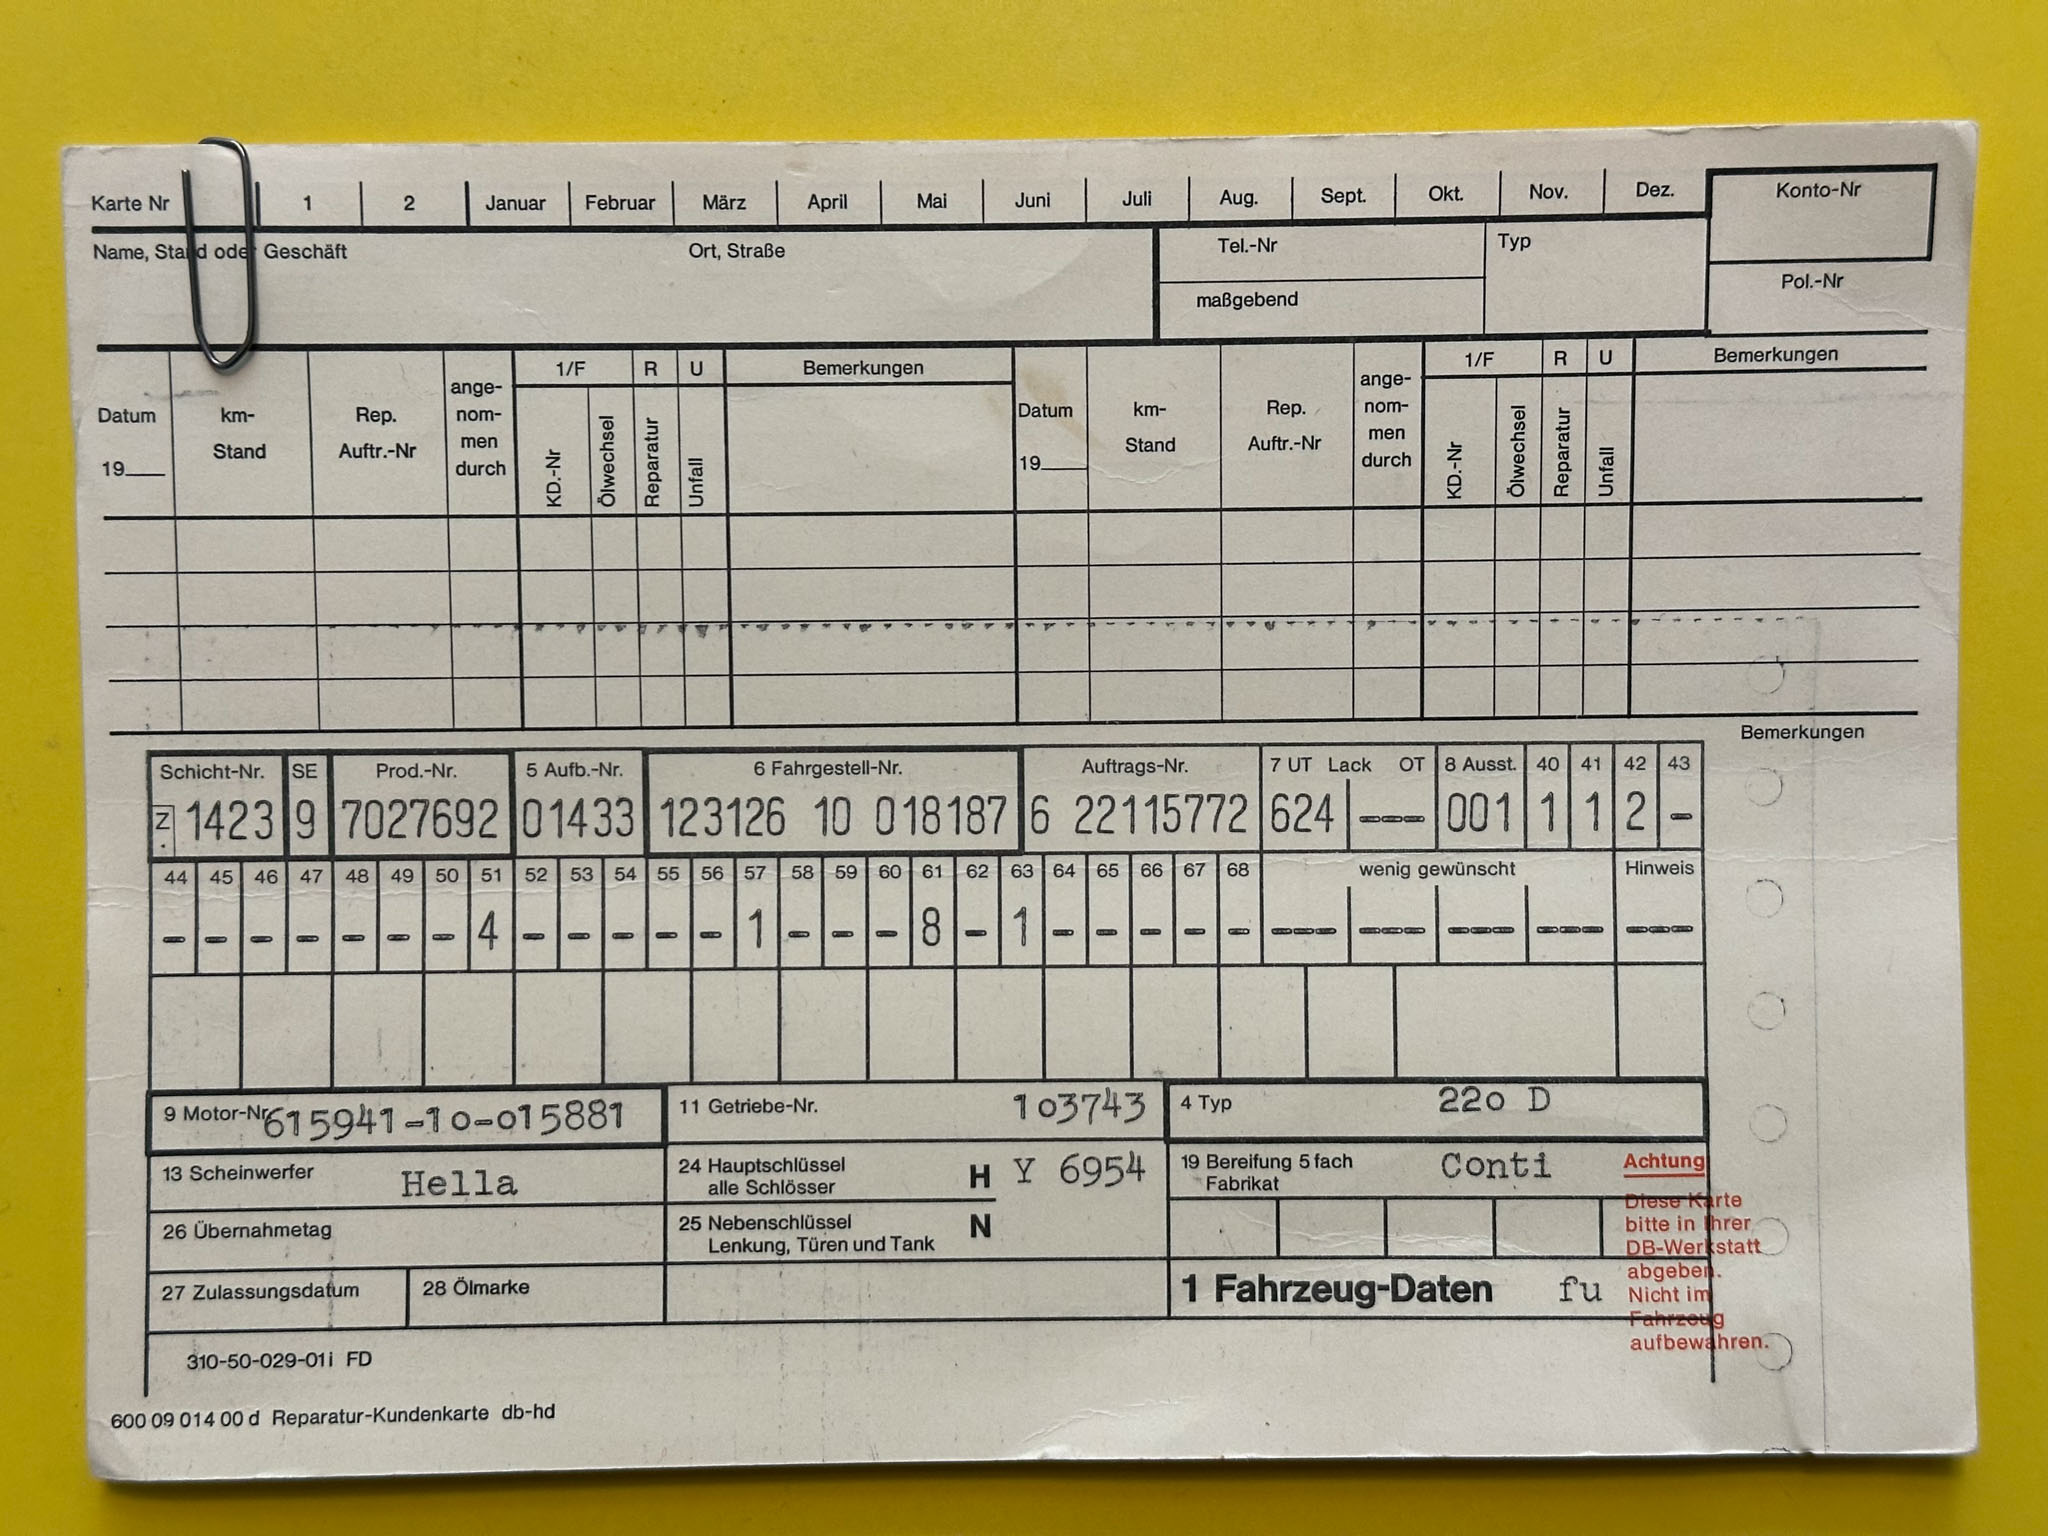 Karte Nr 1 2 Januar Februar März April Mai Juni Juli Aug. Sept. Okt. Nov. Dez. Konto-Nr
Name, Stand oder Geschäft Ort, Straße Tel.-Nr Typ
maßgebend Pol.-Nr
Datum 19 km-Stand Rep. Auftr.-Nr ange-nom-men durch 1/F KD.-Nr Ölwechsel R Reparatur U Unfall Bemerkungen Datum 19 km-Stand Rep. Auftr.-Nr ange-nom-men durch 1/F KD.-Nr Ölwechsel R Reparatur U Unfall Bemerkungen
Bemerkungen
Schicht-Nr. SE Prod.-Nr. 5 Aufb.-Nr. 6 Fahrgestell-Nr. Auftrags-Nr. 7 UT Lack OT 8 Ausst. 40 41 42 43
Z. 1423 9 7027692 01433 123126 10 018187 6 22115772 624 --- 001 1 1 2 -
44 45 46 47 48 49 50 51 52 53 54 55 56 57 58 59 60 61 62 63 64 65 66 67 68 wenig gewünscht Hinweis
- - - - - - - 4 - - - - - 1 - - - 8 - 1 - - - - - --- --- --- --- ---
9 Motor-Nr. 615941-10-015881 11 Getriebe-Nr. 103743 4 Typ 220 D
13 Scheinwerfer Hella 24 Hauptschlüssel alle Schlösser H Y 6954 19 Bereifung 5fach Fabrikat Conti
26 Übernahmetag 25 Nebenschlüssel Lenkung, Türen und Tank N
27 Zulassungsdatum 28 Ölmarke 1 Fahrzeug-Daten fu
Achtung
Diese Karte
bitte in Ihrer
DB-Werkstatt
abgeben.
Nicht im
Fahrzeug
aufbewahren.
310-50-029-01i FD
600 09 014 00 d Reparatur-Kundenkarte db-hd